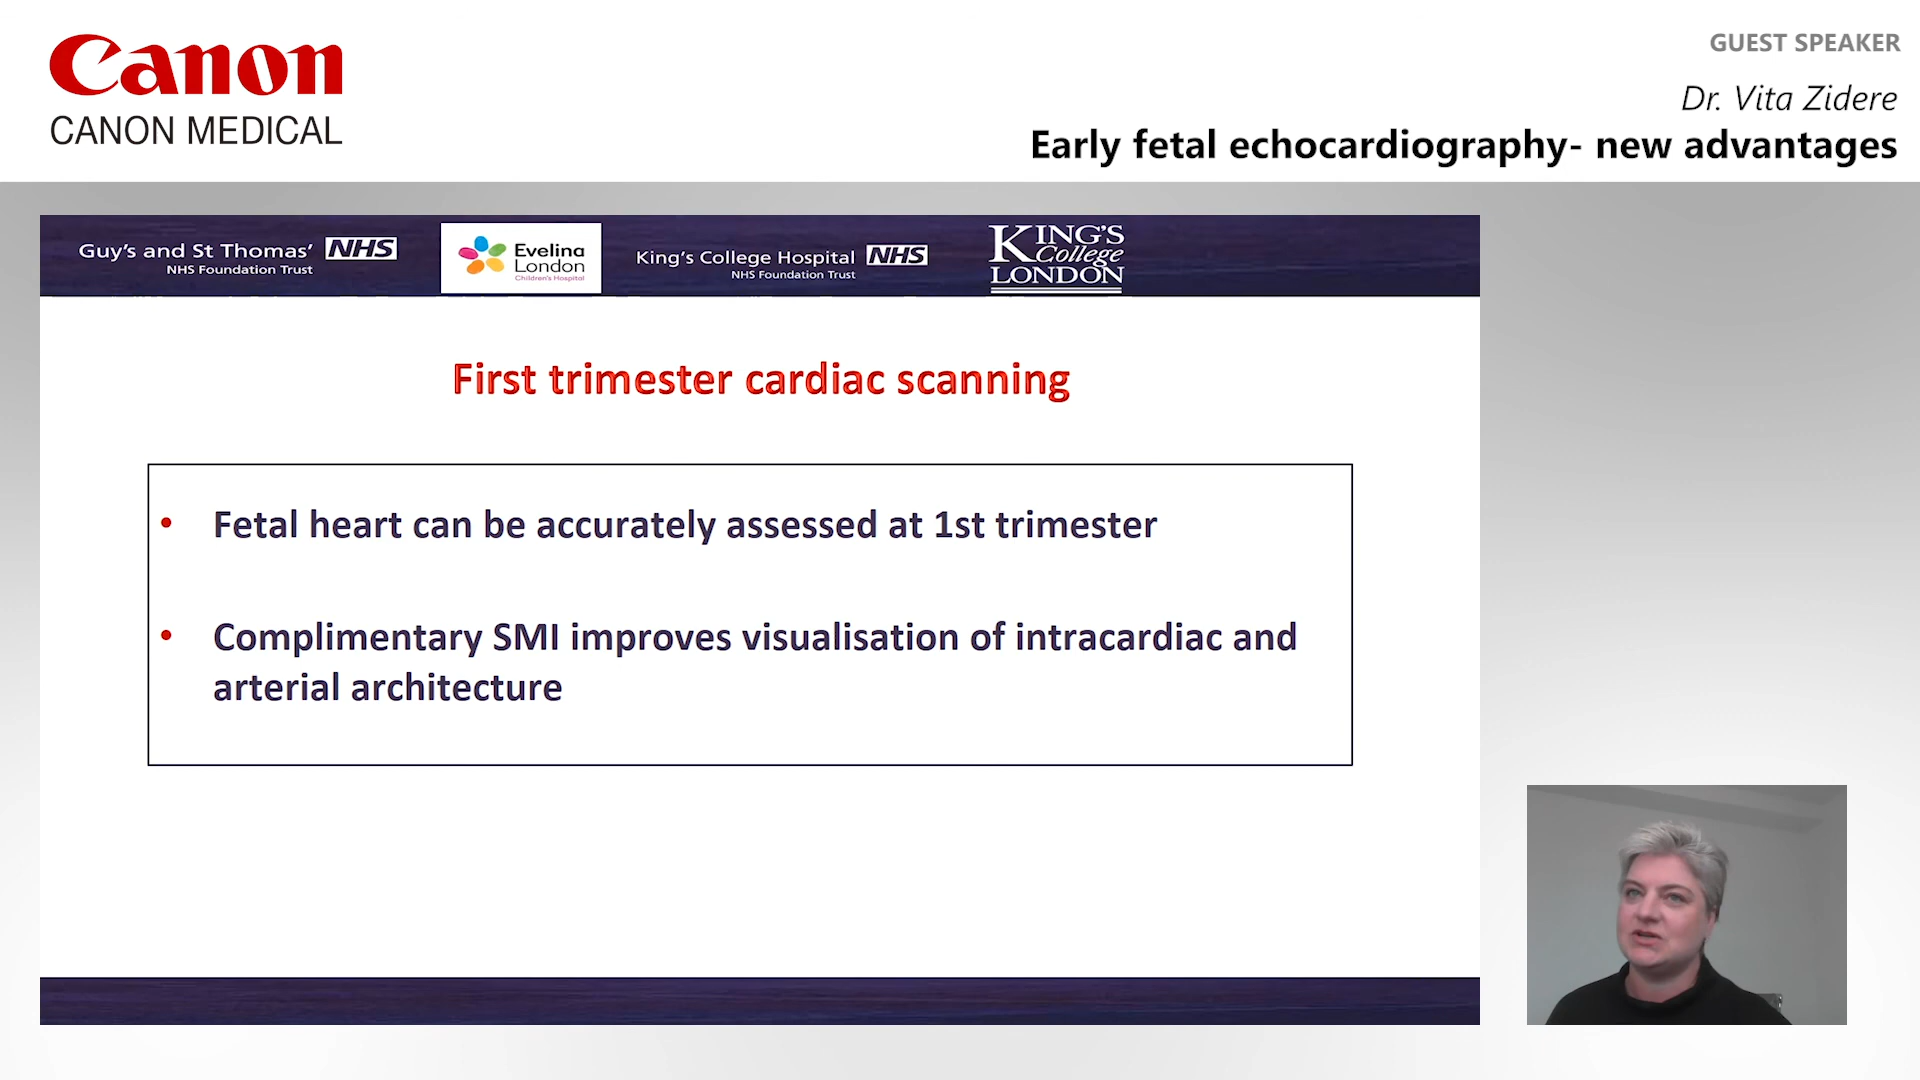 Canon
CANON MEDICAL
GUEST SPEAKER
Dr. Vita Zidere
Early fetal echocardiography- new advantages
Guy's and St Thomas' NHS
NHS Foundation Trust
Evelina
London
Children's Hospital
King's College Hospital NHS
NHS Foundation Trust
KING'S
College
LONDON
First trimester cardiac scanning
• Fetal heart can be accurately assessed at 1st trimester
• Complimentary SMI improves visualisation of intracardiac and
arterial architecture